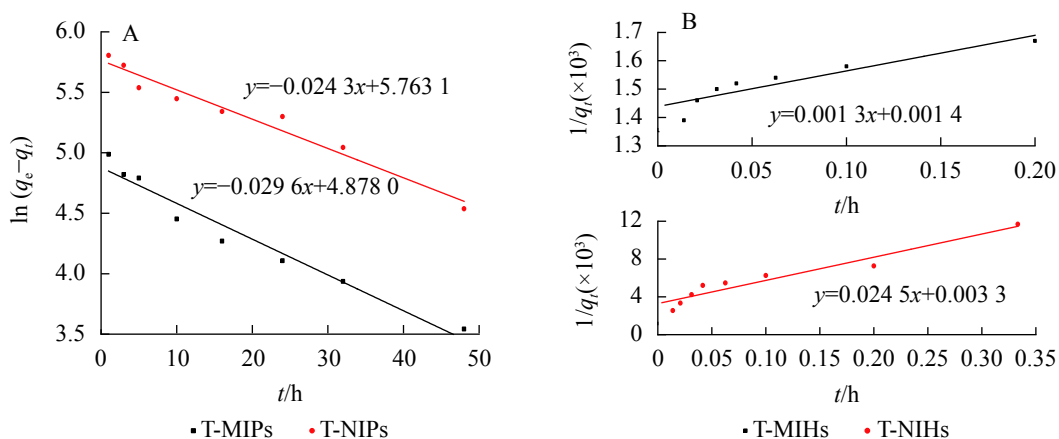 A
6.0
5.5
5.0
4.5
4.0
3.5
ln (qₑ−qₜ)
y=−0.024 3x+5.763 1
y=−0.029 6x+4.878 0
0 10 20 30 40 50
t/h
T-MIPs T-NIPs
B
1.7
1.6
1.5
1.4
1.3
1/qₜ(×10³)
y=0.001 3x+0.001 4
0 0.05 0.10 0.15 0.20
t/h
12
8
4
0
1/qₜ(×10³)
y=0.024 5x+0.003 3
0 0.05 0.10 0.15 0.20 0.25 0.30 0.35
t/h
T-MIHs T-NIHs